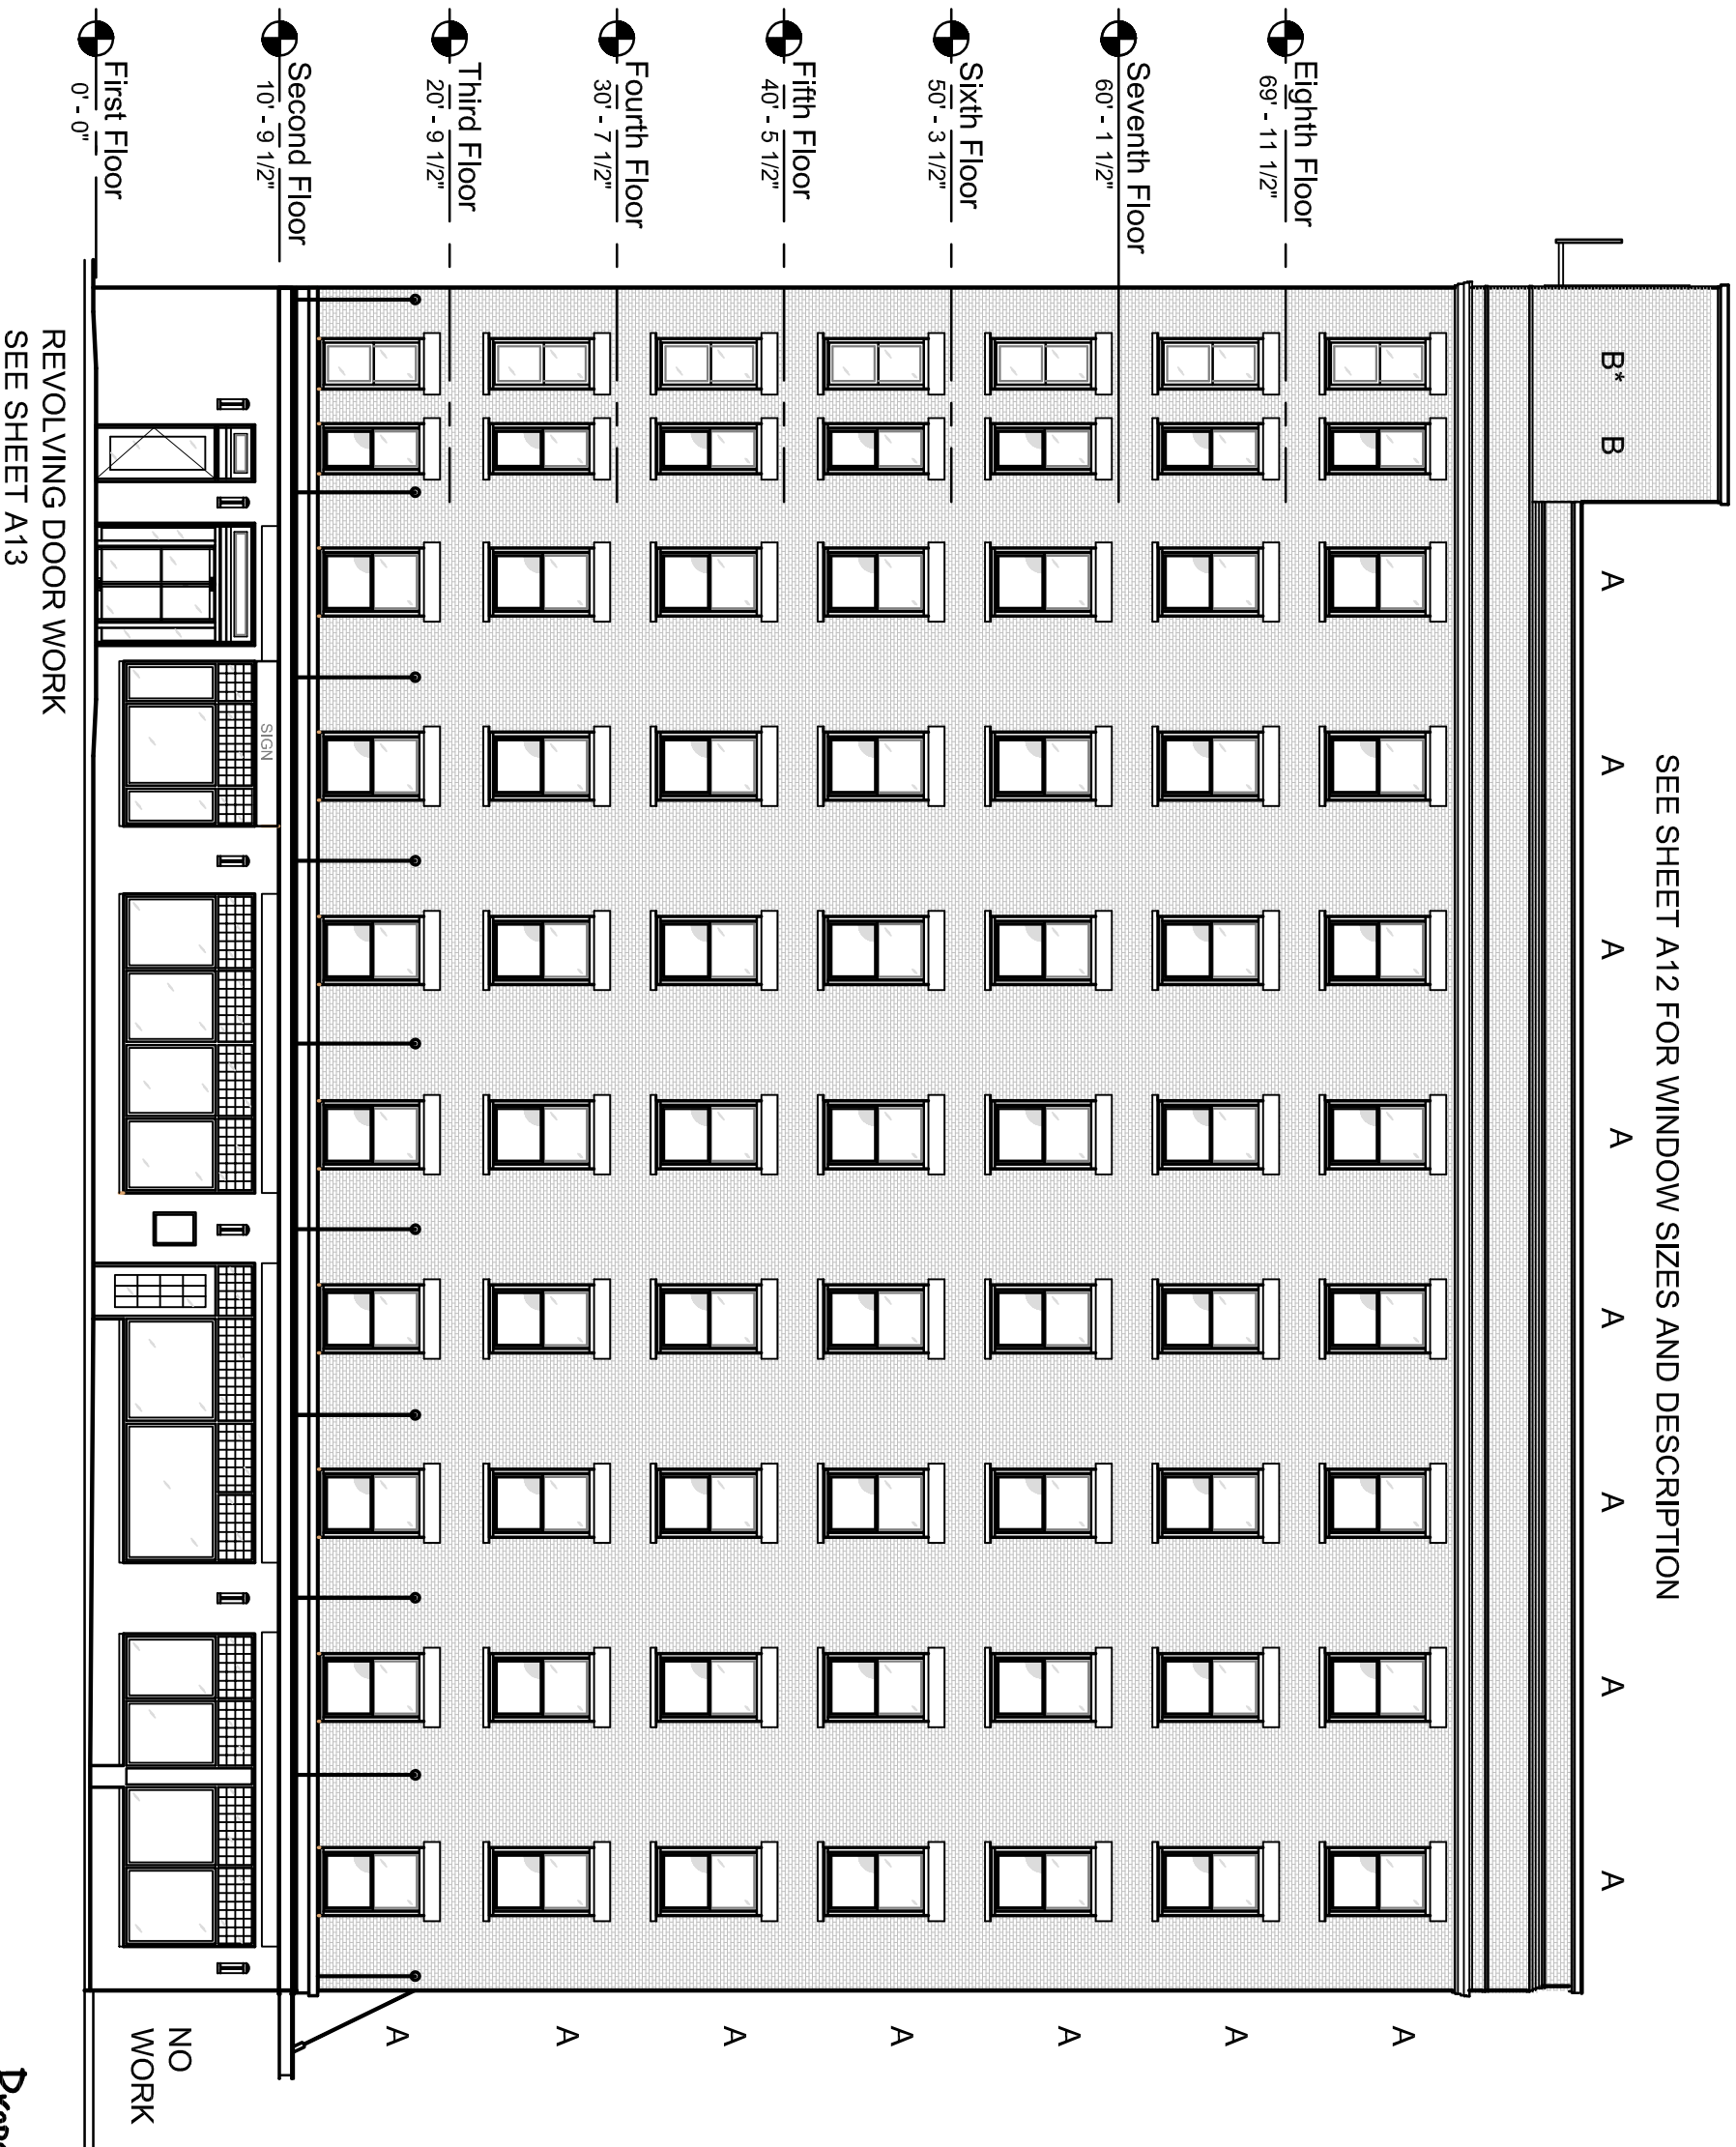 SEE SHEET A12 FOR WINDOW SIZES AND DESCRIPTION
B* B A A A A A A A A
Eighth Floor
69' - 11 1/2"
A
Seventh Floor
60' - 1 1/2"
A
Sixth Floor
50' - 3 1/2"
A
Fifth Floor
40' - 5 1/2"
A
Fourth Floor
30' - 7 1/2"
A
Third Floor
20' - 9 1/2"
A
Second Floor
10' - 9 1/2"
A
SIGN
NO
WORK
First Floor
0' - 0"
REVOLVING DOOR WORK
SEE SHEET A13